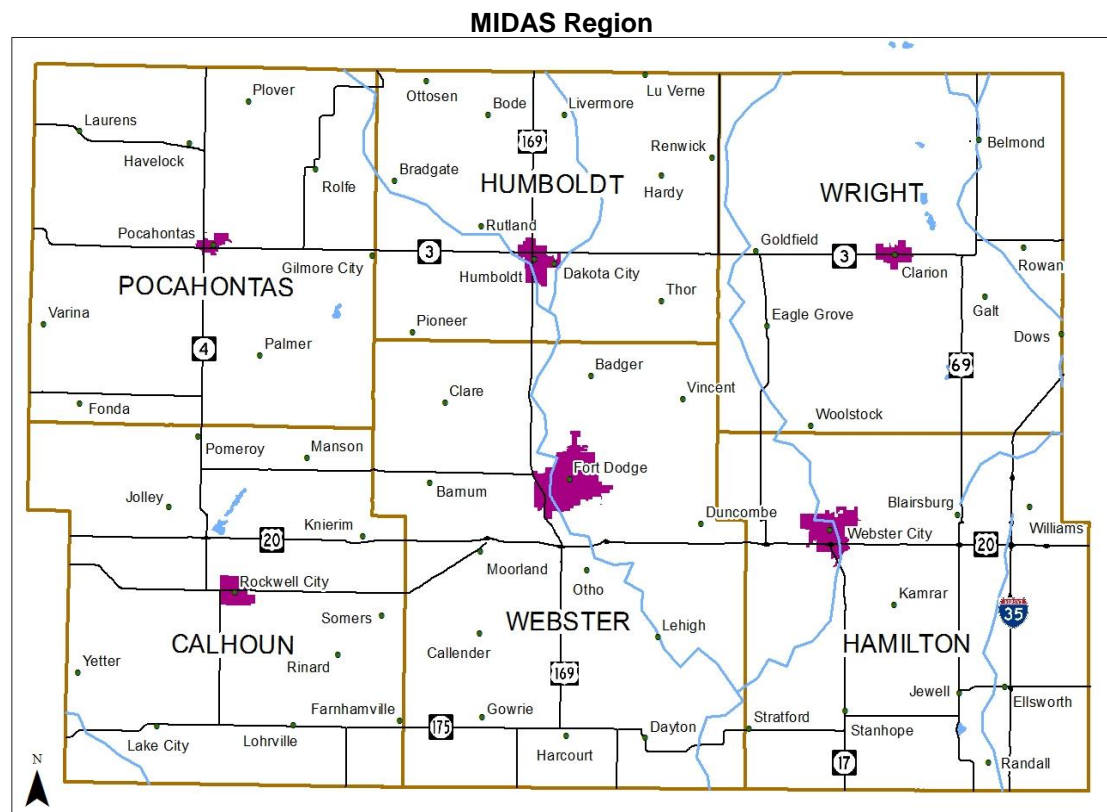 MIDAS Region
Plover
Ottosen
Bode
Livermore
Lu Verne
Laurens
Havelock
169
Renwick
Belmond
Rolfe
Bradgate
HUMBOLDT
Hardy
WRIGHT
Pocahontas
Rutland
Goldfield
3
3
Gilmore City
Humboldt
Dakota City
Clarion
Rowan
POCAHONTAS
Varina
Pioneer
Thor
Eagle Grove
Galt
Dows
4
Palmer
69
Badger
Clare
Vincent
Fonda
Woolstock
Pomeroy
Manson
Fort Dodge
Jolley
Barnum
Blairsburg
Knierim
Duncombe
Webster City
Williams
20
20
Moorland
Rockwell City
Otho
Kamrar
35
Somers
WEBSTER
Lehigh
CALHOUN
HAMILTON
Yetter
Rinard
Callender
169
Jewell
Ellsworth
Farnhamville
175
Gowrie
Stratford
Lake City
Lohrville
Harcourt
Dayton
Stanhope
17
Randall
N